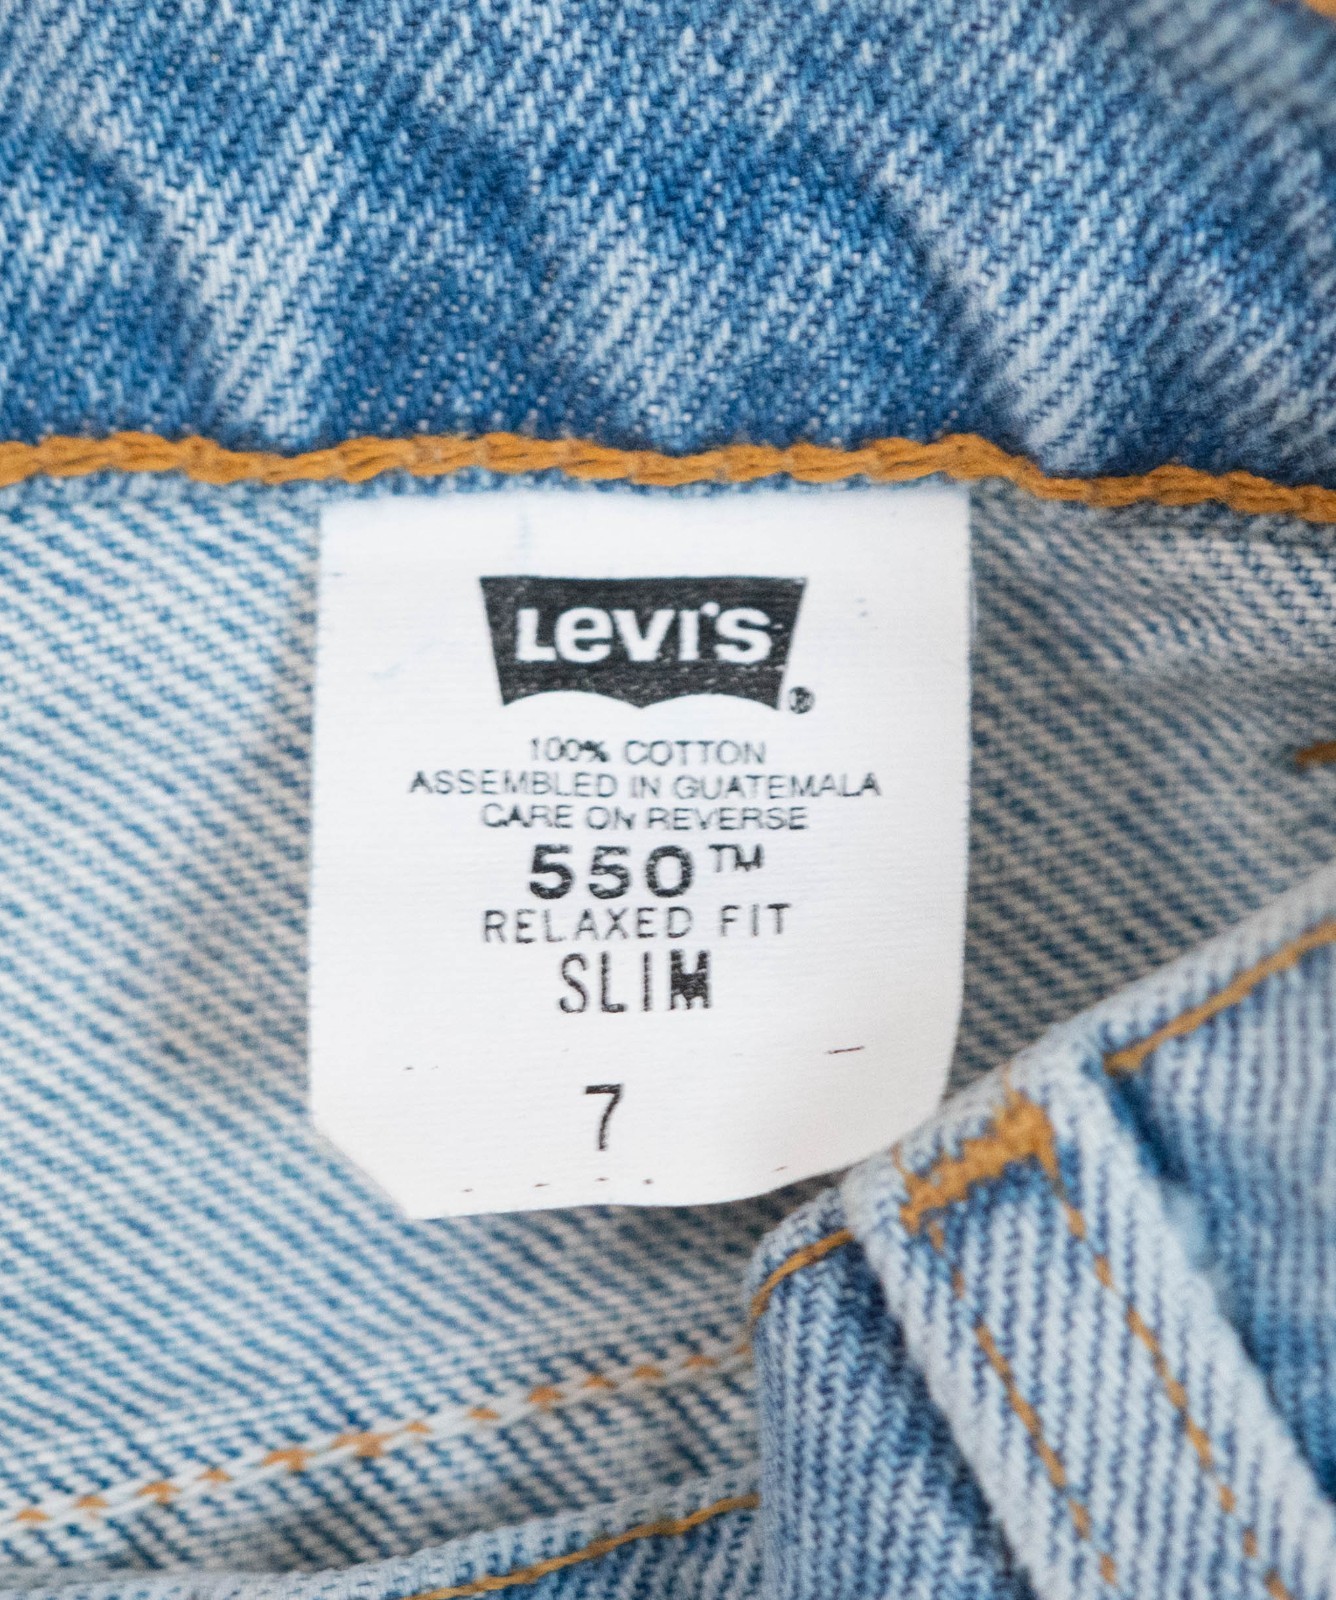 Levi's®
100% COTTON
ASSEMBLED IN GUATEMALA
CARE ON REVERSE
550™
RELAXED FIT
SLIM
7